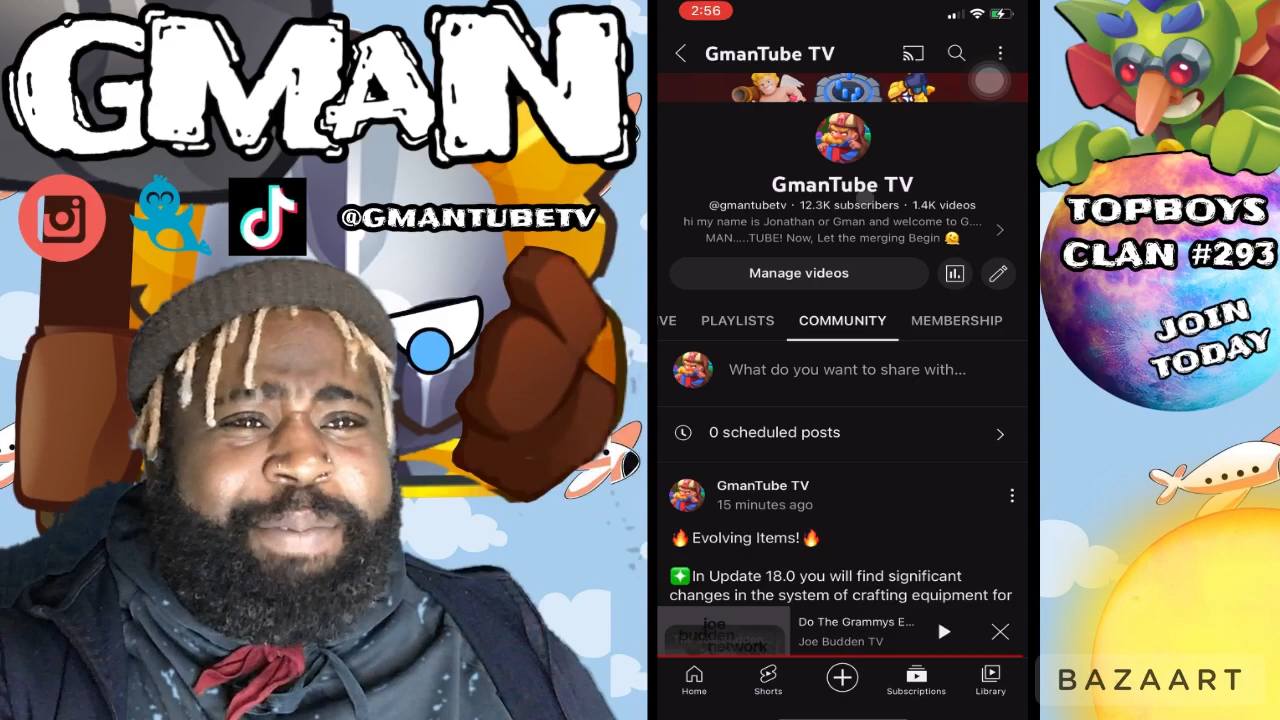 GMAN
@GMANTUBETV
2:56
GmanTube TV
GmanTube TV
@gmantubetv · 12.3K subscribers · 1.4K videos
hi my name is Jonathan or Gman and welcome to G....
MAN.....TUBE! Now, Let the merging Begin 🫠
Manage videos
VE PLAYLISTS COMMUNITY MEMBERSHIP
What do you want to share with...
0 scheduled posts
GmanTube TV
15 minutes ago
🔥Evolving Items!🔥
In Update 18.0 you will find significant
changes in the system of crafting equipment for
joe
budden
network
Do The Grammys E...
Joe Budden TV
Home Shorts Subscriptions Library
TOPBOYS
CLAN #293
JOIN
TODAY
BAZAART